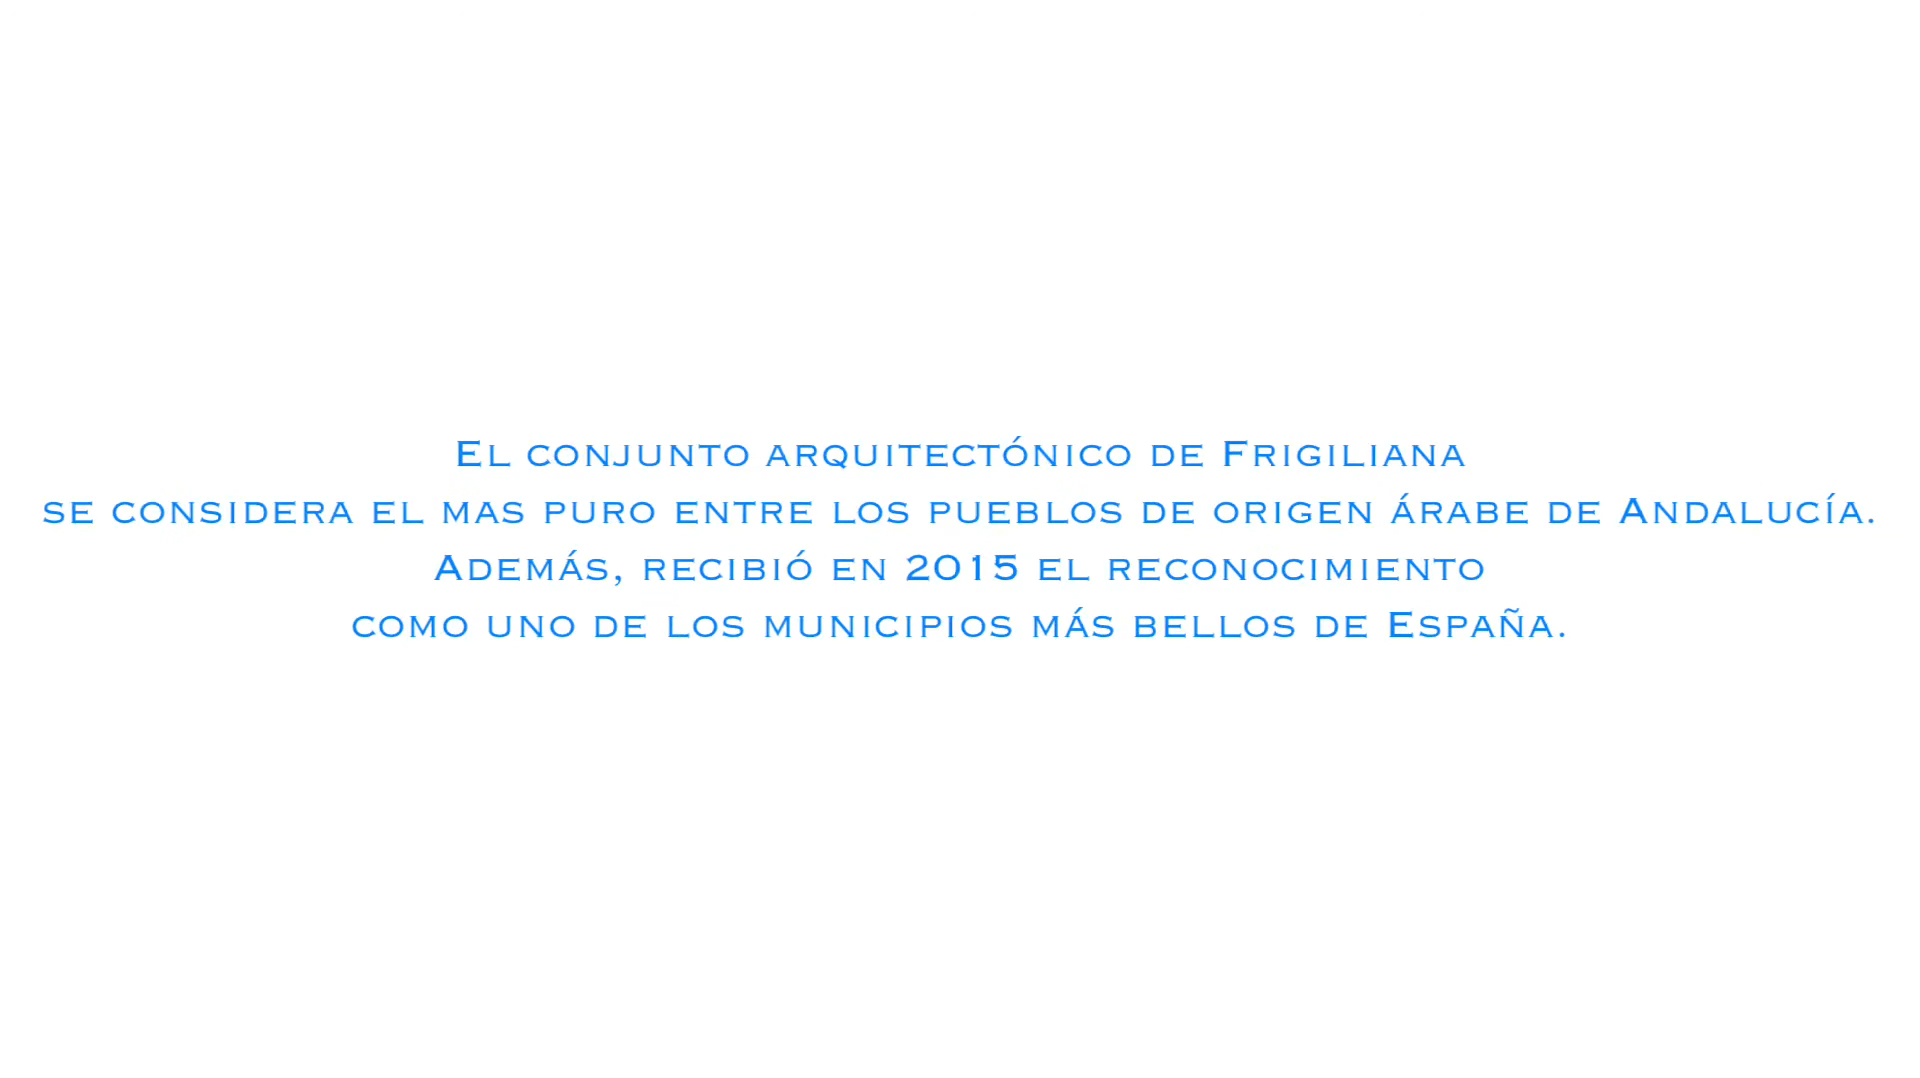 El conjunto arquitectónico de Frigiliana
se considera el mas puro entre los pueblos de origen árabe de Andalucía.
Además, recibió en 2015 el reconocimiento
como uno de los municipios más bellos de España.